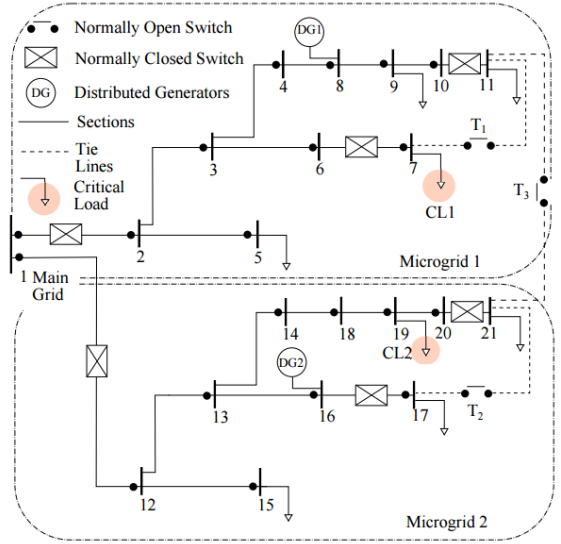 Normally Open Switch
Normally Closed Switch
DG Distributed Generators
Sections
Tie
Lines
Critical
Load
DG1
4 8 9 10 11
T1
3 6 7
CL1
T3
2 5
Microgrid 1
1 Main
Grid
14 18 19 20 21
CL2
DG2
13 16 17
T2
12 15
Microgrid 2